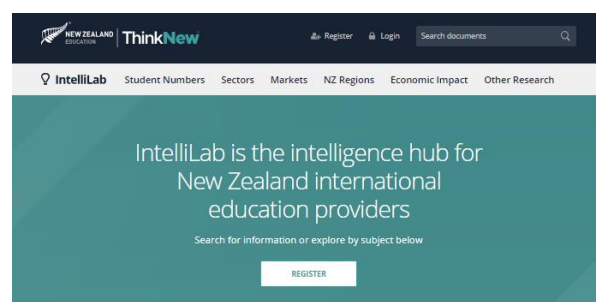 NEW ZEALAND EDUCATION ThinkNew Register Login Search documents
IntelliLab Student Numbers Sectors Markets NZ Regions Economic Impact Other Research
IntelliLab is the intelligence hub for
New Zealand international
education providers
Search for information or explore by subject below
REGISTER